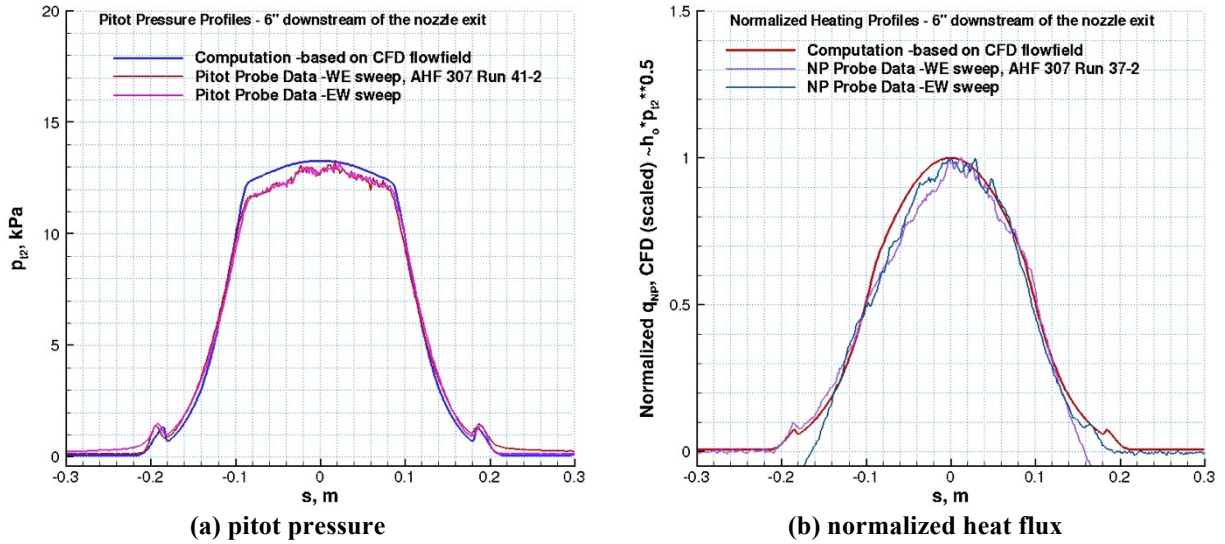 Pitot Pressure Profiles - 6" downstream of the nozzle exit
Computation -based on CFD flowfield
Pitot Probe Data -WE sweep, AHF 307 Run 41-2
Pitot Probe Data -EW sweep
20
15
10
5
0
p_t2, kPa
-0.3
-0.2
-0.1
0
0.1
0.2
0.3
s, m
(a) pitot pressure
Normalized Heating Profiles - 6" downstream of the nozzle exit
Computation -based on CFD flowfield
NP Probe Data -WE sweep, AHF 307 Run 37-2
NP Probe Data -EW sweep
1.5
1
0.5
0
Normalized q_NP, CFD (scaled) ~h_o*p_t2**0.5
-0.3
-0.2
-0.1
0
0.1
0.2
0.3
s, m
(b) normalized heat flux